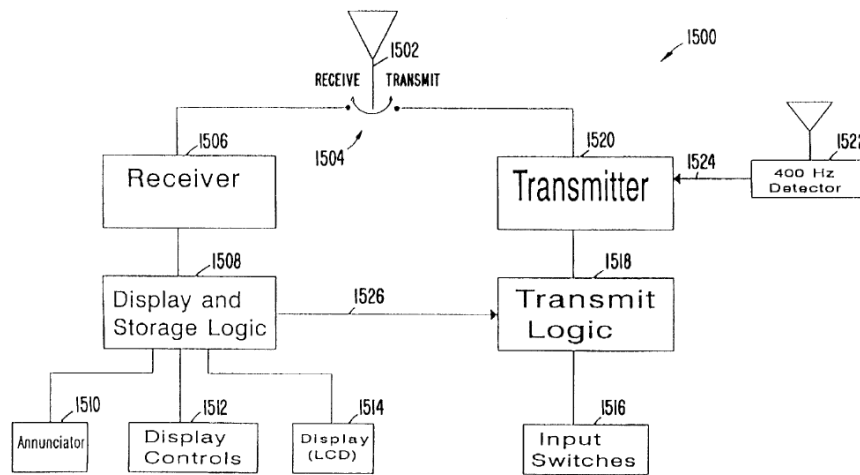 1502
1500
RECEIVE TRANSMIT
1504
1506
Receiver
1520
Transmitter
1524
1522
400 Hz
Detector
1508
Display and
Storage Logic
1526
1518
Transmit
Logic
1510
Annunciator
1512
Display
Controls
1514
Display
(LCD)
1516
Input
Switches